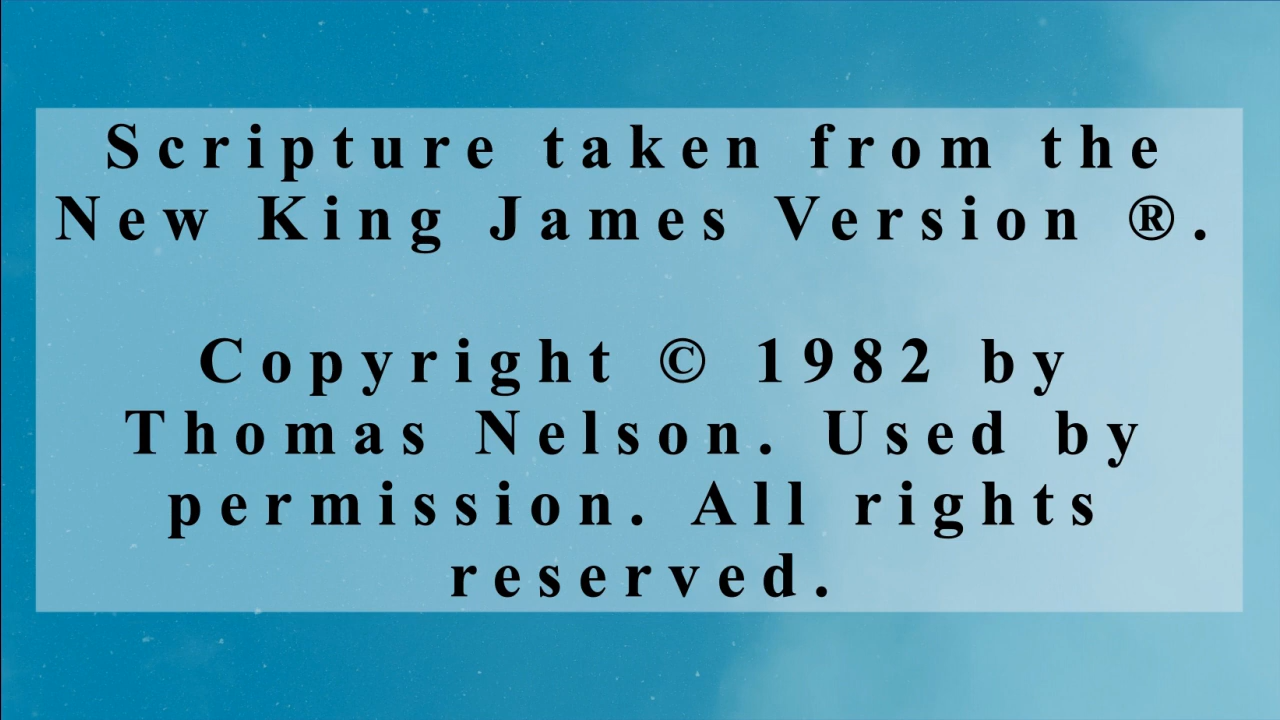 Scripture taken from the
New King James Version ®.
Copyright © 1982 by
Thomas Nelson. Used by
permission. All rights
reserved.